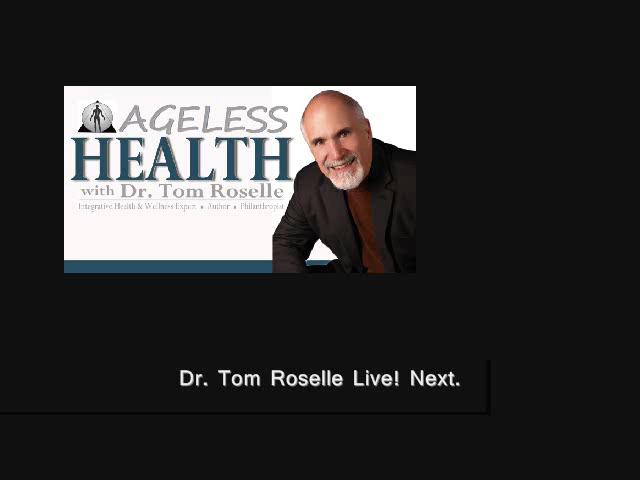 AGELESS
HEALTH
with Dr. Tom Roselle
Integrative Health & Wellness Expert • Author • Philanthropist
Dr. Tom Roselle Live! Next.